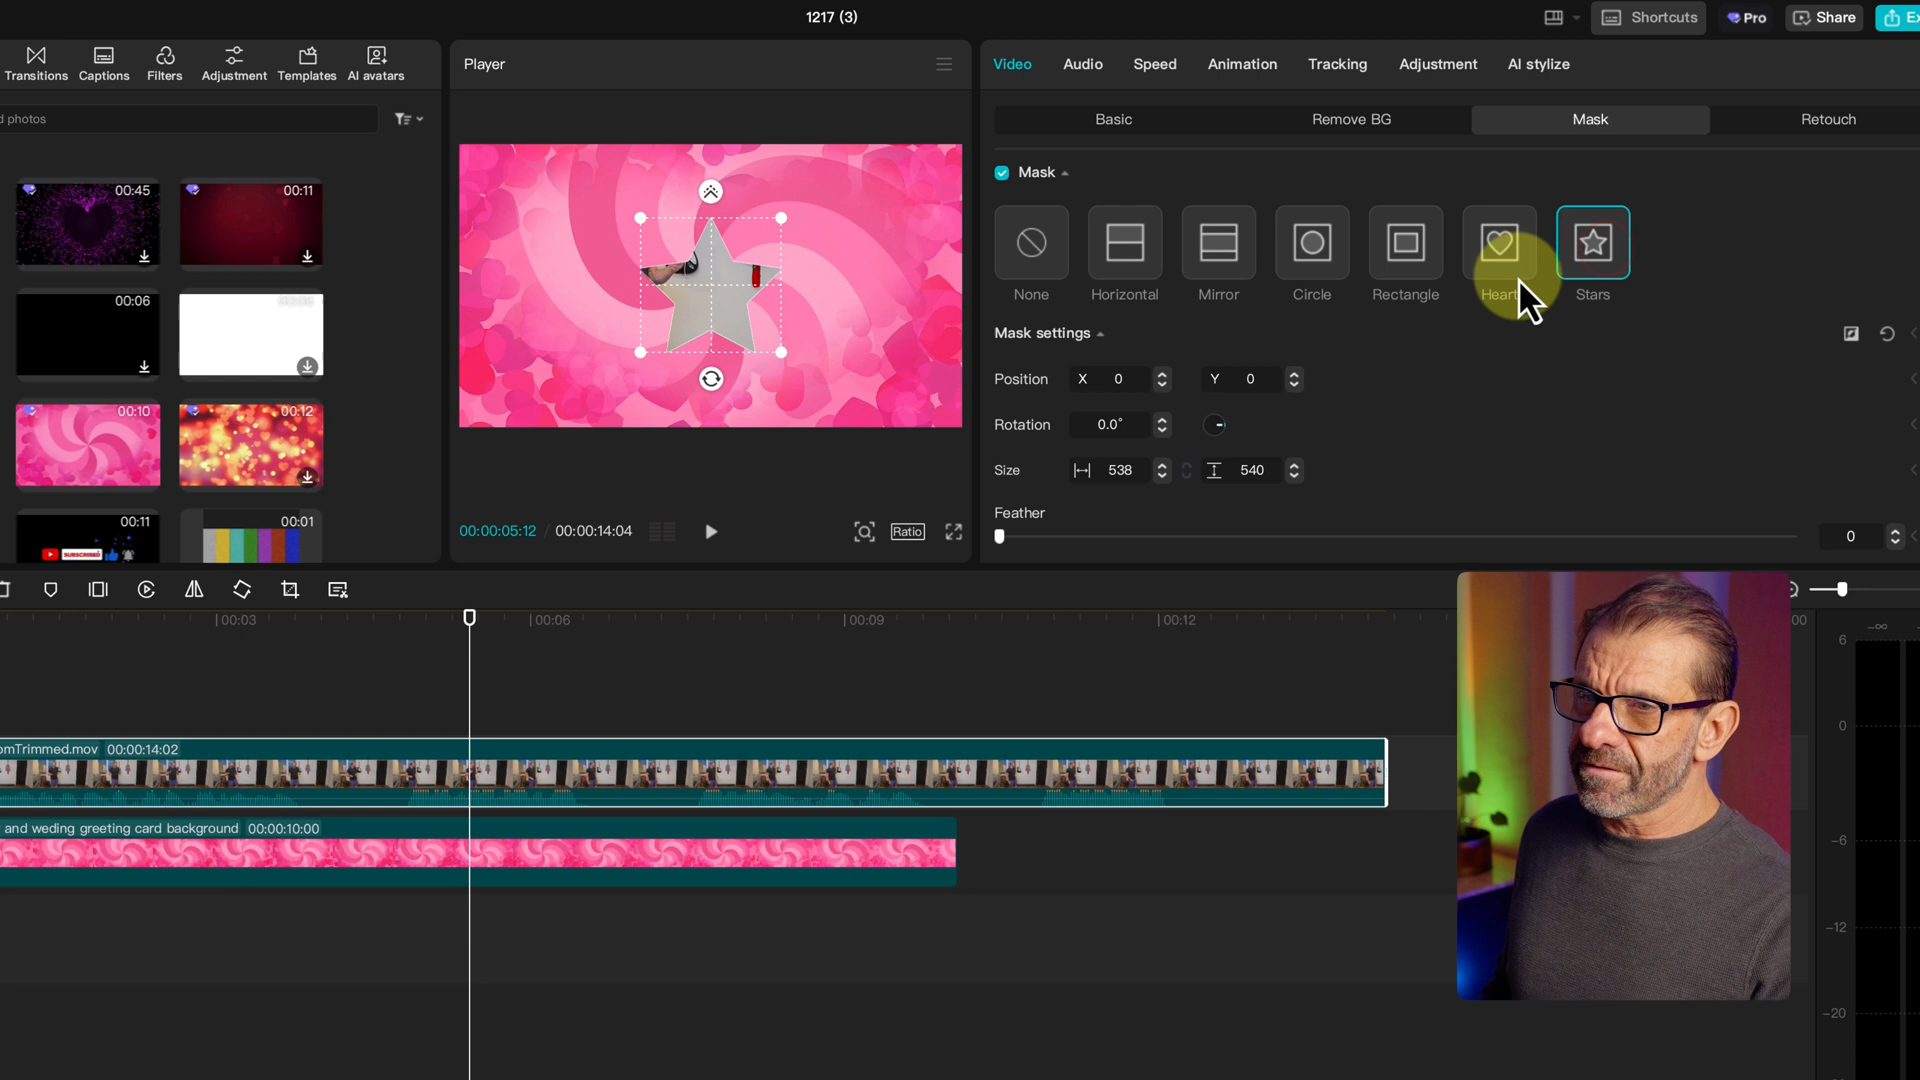 1217 (3)
Shortcuts
Pro
Share
Ex
Transitions
Captions
Filters
Adjustment
Templates
AI avatars
d photos
00:45
00:11
00:06
00:10
00:12
00:11
SUBSCRIBED
00:01
Player
00:00:05:12 / 00:00:14:04
Ratio
Video
Audio
Speed
Animation
Tracking
Adjustment
AI stylize
Basic
Remove BG
Mask
Retouch
Mask
None
Horizontal
Mirror
Circle
Rectangle
Heart
Stars
Mask settings
Position X 0 Y 0
Rotation 0.0°
Size 538 540
Feather
0
00:03
00:06
00:09
00:12
00
omTrimmed.mov 00:00:14:02
and weding greeting card background 00:00:10:00
-∞
6
0
-6
-12
-20